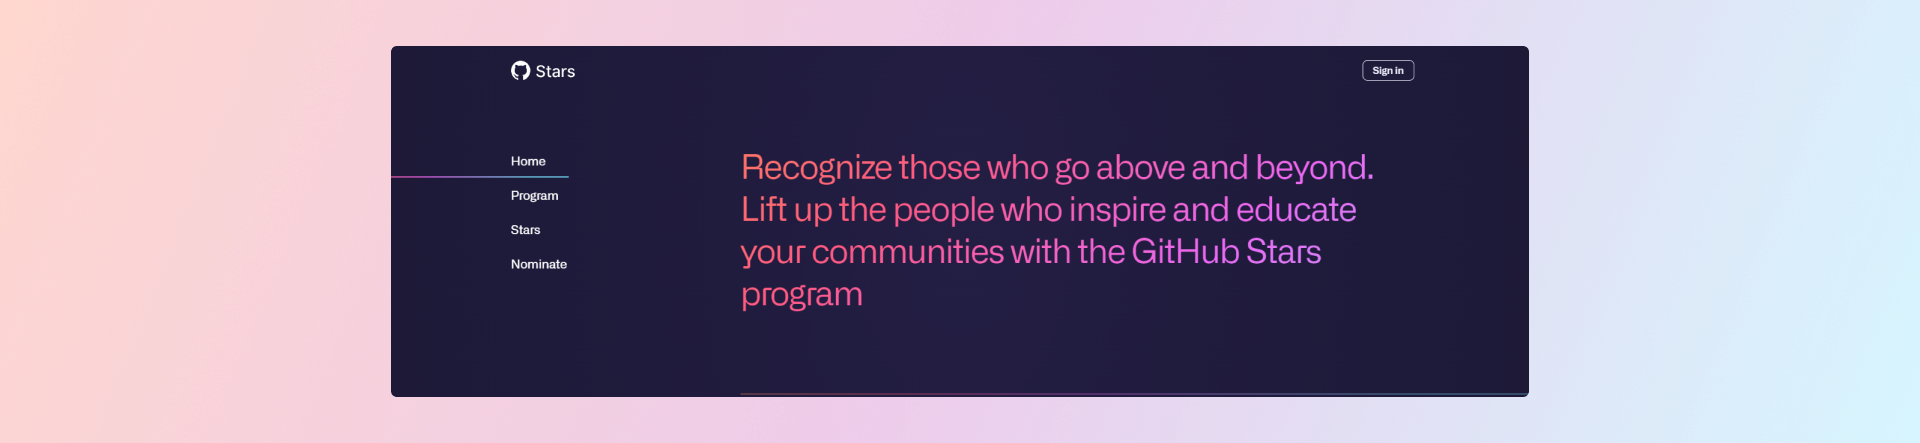 Stars
Sign in
Home
Program
Stars
Nominate
Recognize those who go above and beyond.
Lift up the people who inspire and educate
your communities with the GitHub Stars
program